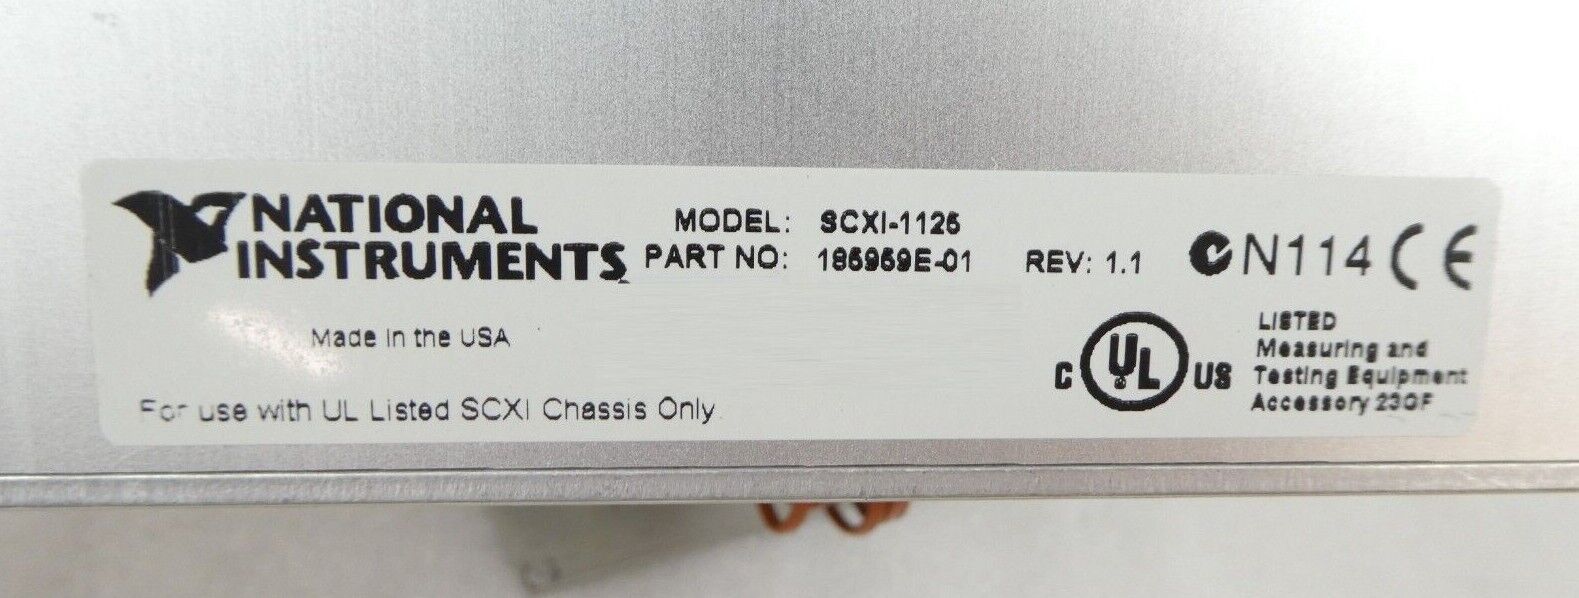 NATIONAL
INSTRUMENTS
MODEL: SCXI-1125
PART NO: 185959E-01 REV: 1.1
N114 CE
Made in the USA
C UL US
LISTED
Measuring and
Testing Equipment
Accessory 23GF
For use with UL Listed SCXI Chassis Only